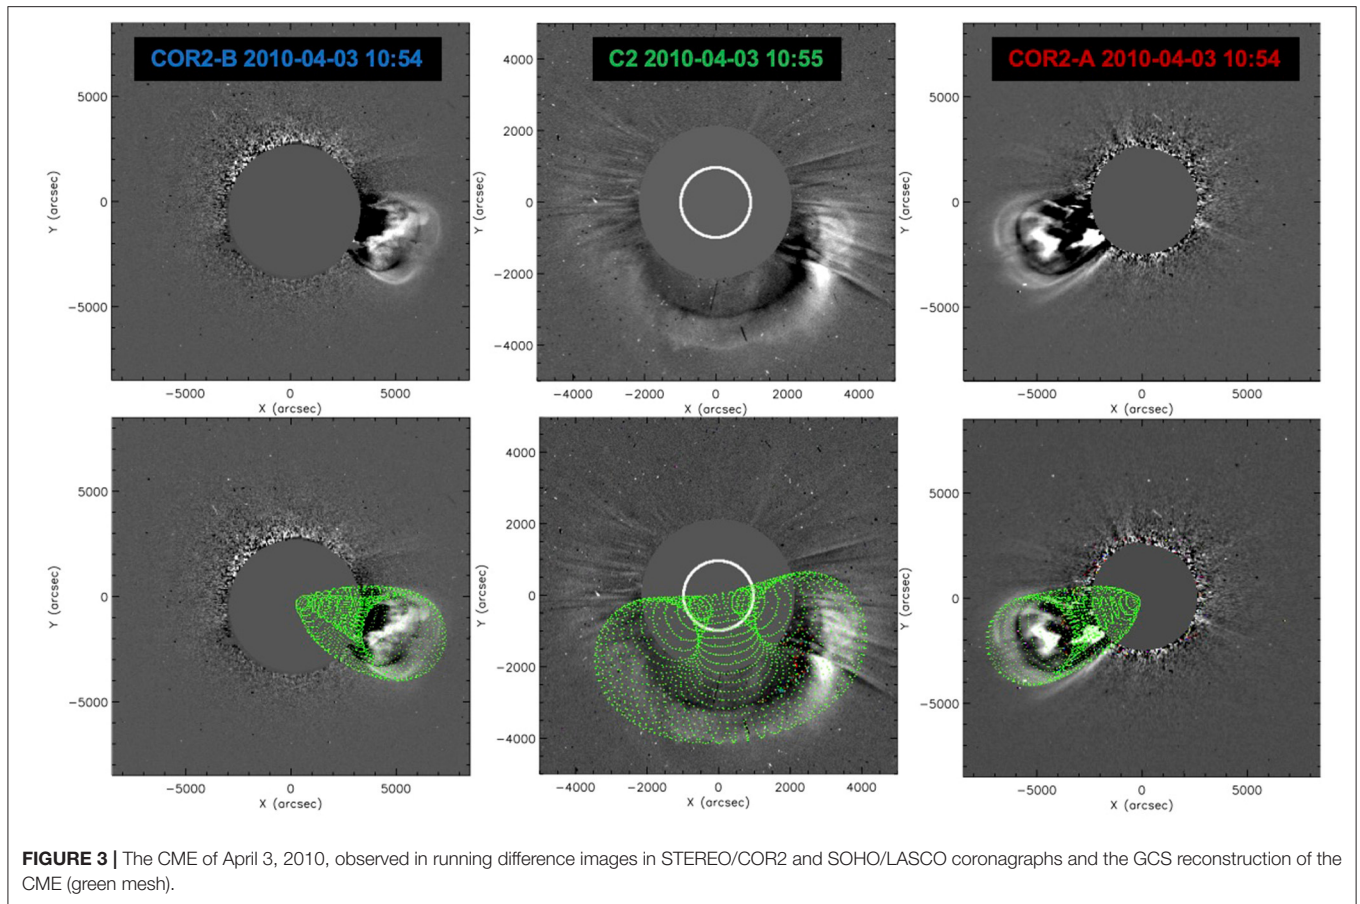 COR2-B 2010-04-03 10:54
C2 2010-04-03 10:55
COR2-A 2010-04-03 10:54
Y (arcsec)
5000
0
−5000
−5000
0
5000
X (arcsec)
Y (arcsec)
4000
2000
0
−2000
−4000
−4000
−2000
0
2000
4000
X (arcsec)
Y (arcsec)
5000
0
−5000
−5000
0
5000
X (arcsec)
Y (arcsec)
5000
0
−5000
−5000
0
5000
X (arcsec)
Y (arcsec)
4000
2000
0
−2000
−4000
−4000
−2000
0
2000
4000
X (arcsec)
Y (arcsec)
5000
0
−5000
−5000
0
5000
X (arcsec)
FIGURE 3 | The CME of April 3, 2010, observed in running difference images in STEREO/COR2 and SOHO/LASCO coronagraphs and the GCS reconstruction of the
CME (green mesh).